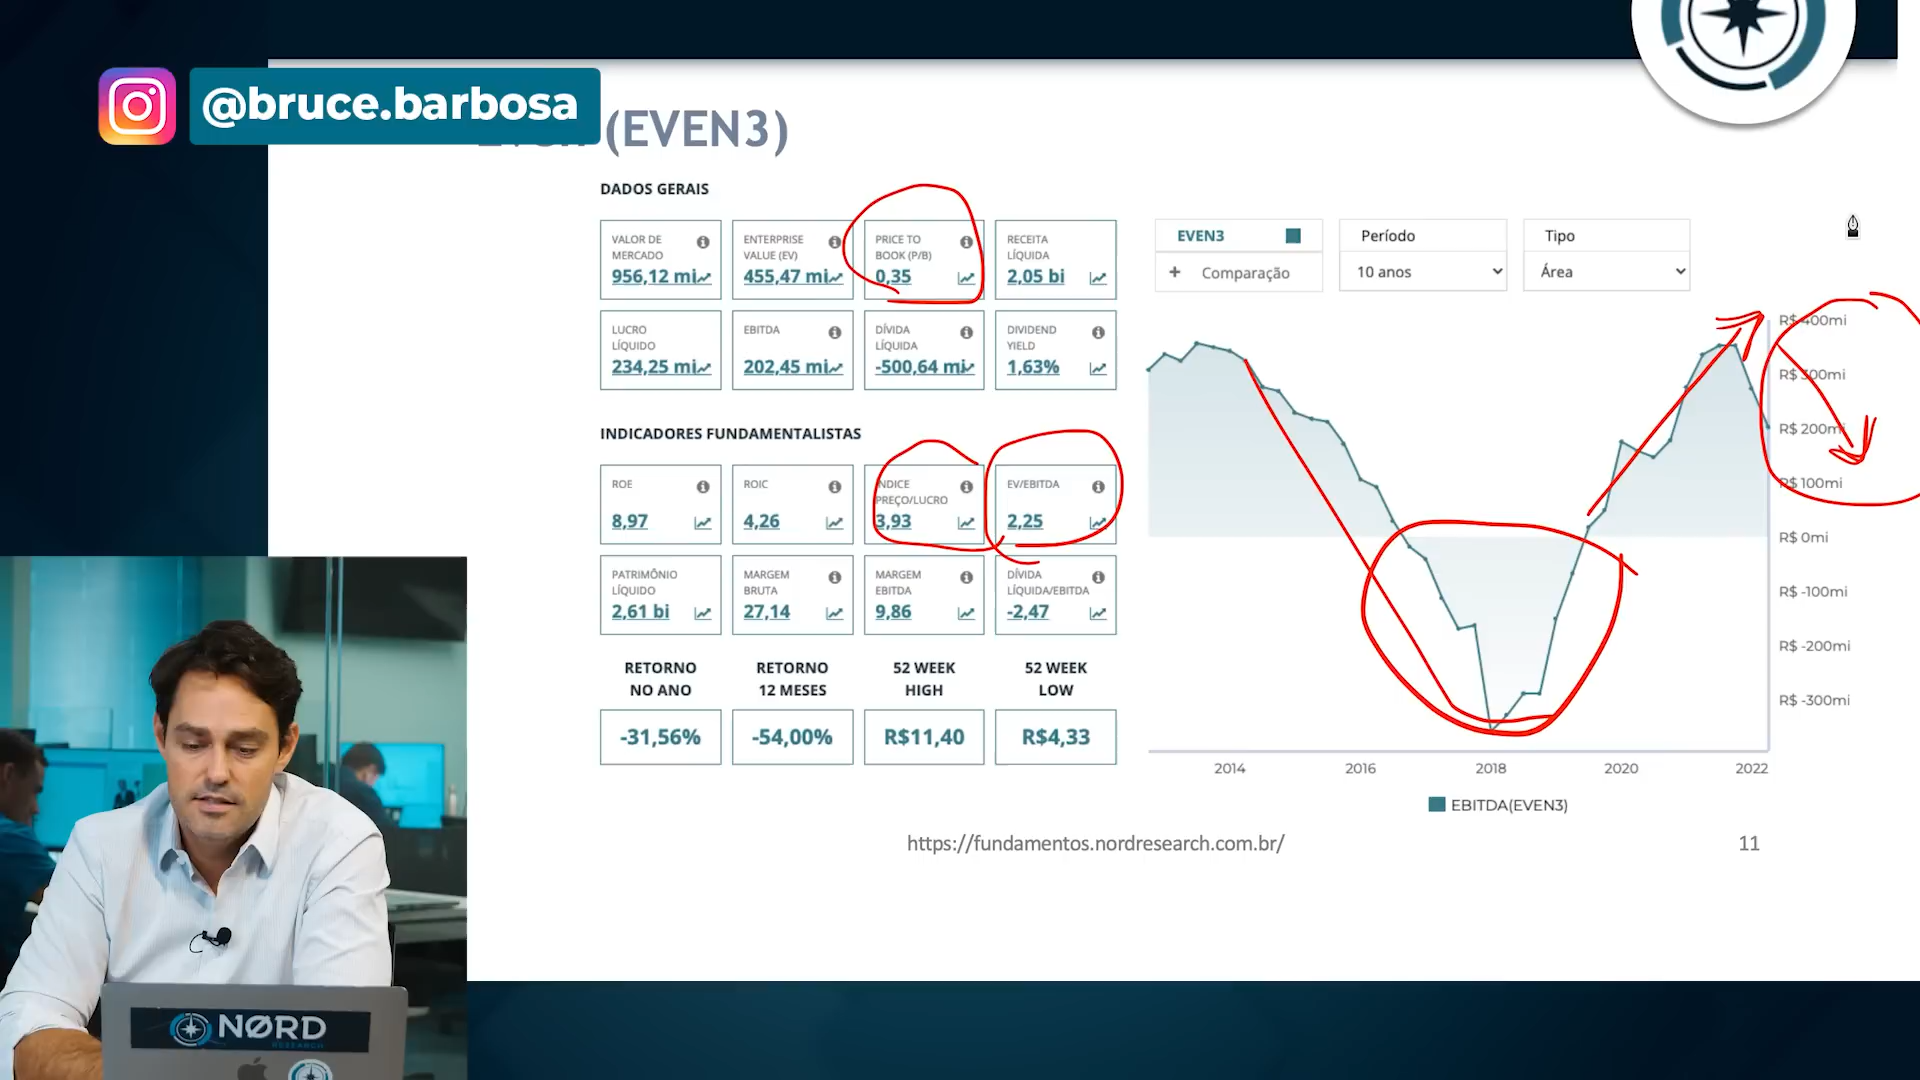 @bruce.barbosa
(EVEN3)
DADOS GERAIS
VALOR DE
MERCADO
956,12 mi
ENTERPRISE
VALUE (EV)
455,47 mi
PRICE TO
BOOK (P/B)
0,35
RECEITA
LÍQUIDA
2,05 bi
LUCRO
LÍQUIDO
234,25 mi
EBITDA
202,45 mi
DÍVIDA
LÍQUIDA
-500,64 mi
DIVIDEND
YIELD
1,63%
INDICADORES FUNDAMENTALISTAS
ROE
8,97
ROIC
4,26
ÍNDICE
PREÇO/LUCRO
3,93
EV/EBITDA
2,25
PATRIMÔNIO
LÍQUIDO
2,61 bi
MARGEM
BRUTA
27,14
MARGEM
EBITDA
9,86
DÍVIDA
LÍQUIDA/EBITDA
-2,47
RETORNO
NO ANO
-31,56%
RETORNO
12 MESES
-54,00%
52 WEEK
HIGH
R$11,40
52 WEEK
LOW
R$4,33
EVEN3
+ Comparação
Período
10 anos
Tipo
Área
R$ 400mi
R$ 300mi
R$ 200mi
R$ 100mi
R$ 0mi
R$ -100mi
R$ -200mi
R$ -300mi
2014
2016
2018
2020
2022
EBITDA(EVEN3)
https://fundamentos.nordresearch.com.br/
11
NØRD
RESEARCH